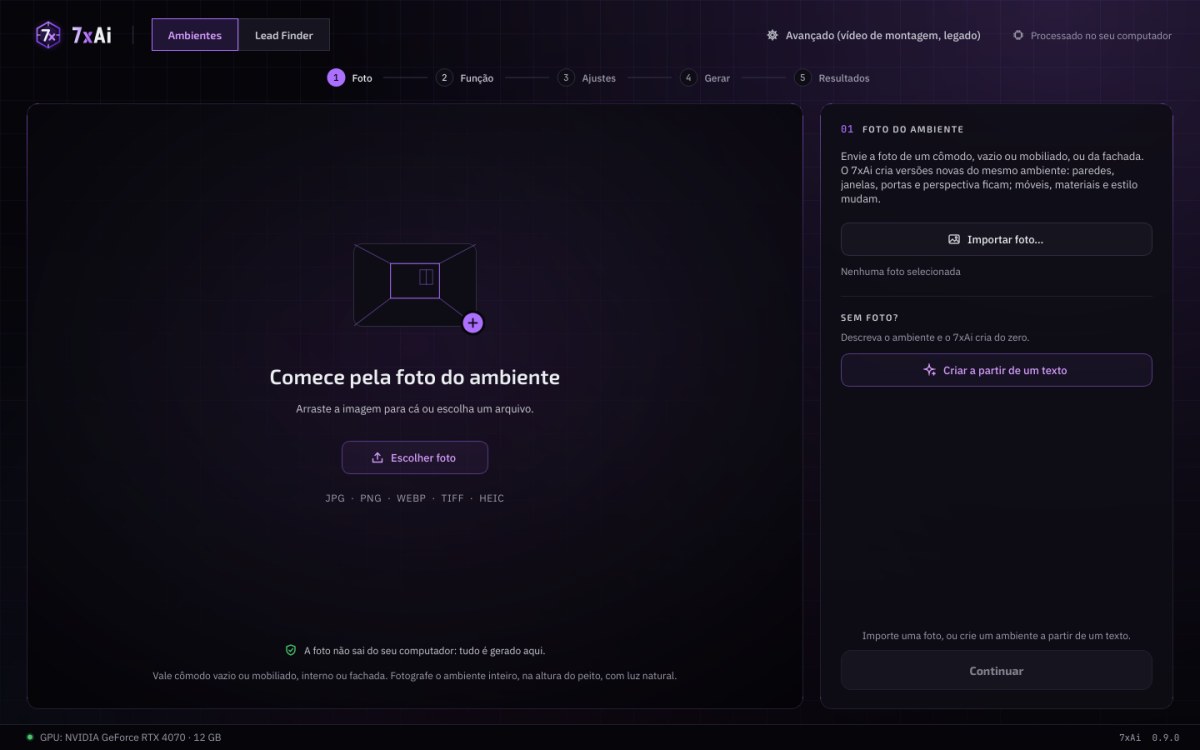 7x 7xAi
Ambientes
Lead Finder
Avançado (vídeo de montagem, legado)
Processado no seu computador
1 Foto
2 Função
3 Ajustes
4 Gerar
5 Resultados
Comece pela foto do ambiente
Arraste a imagem para cá ou escolha um arquivo.
Escolher foto
JPG · PNG · WEBP · TIFF · HEIC
A foto não sai do seu computador: tudo é gerado aqui.
Vale cômodo vazio ou mobiliado, interno ou fachada. Fotografe o ambiente inteiro, na altura do peito, com luz natural.
01 FOTO DO AMBIENTE
Envie a foto de um cômodo, vazio ou mobiliado, ou da fachada.
O 7xAi cria versões novas do mesmo ambiente: paredes,
janelas, portas e perspectiva ficam; móveis, materiais e estilo
mudam.
Importar foto...
Nenhuma foto selecionada
SEM FOTO?
Descreva o ambiente e o 7xAi cria do zero.
Criar a partir de um texto
Importe uma foto, ou crie um ambiente a partir de um texto.
Continuar
GPU: NVIDIA GeForce RTX 4070 · 12 GB
7xAi 0.9.0